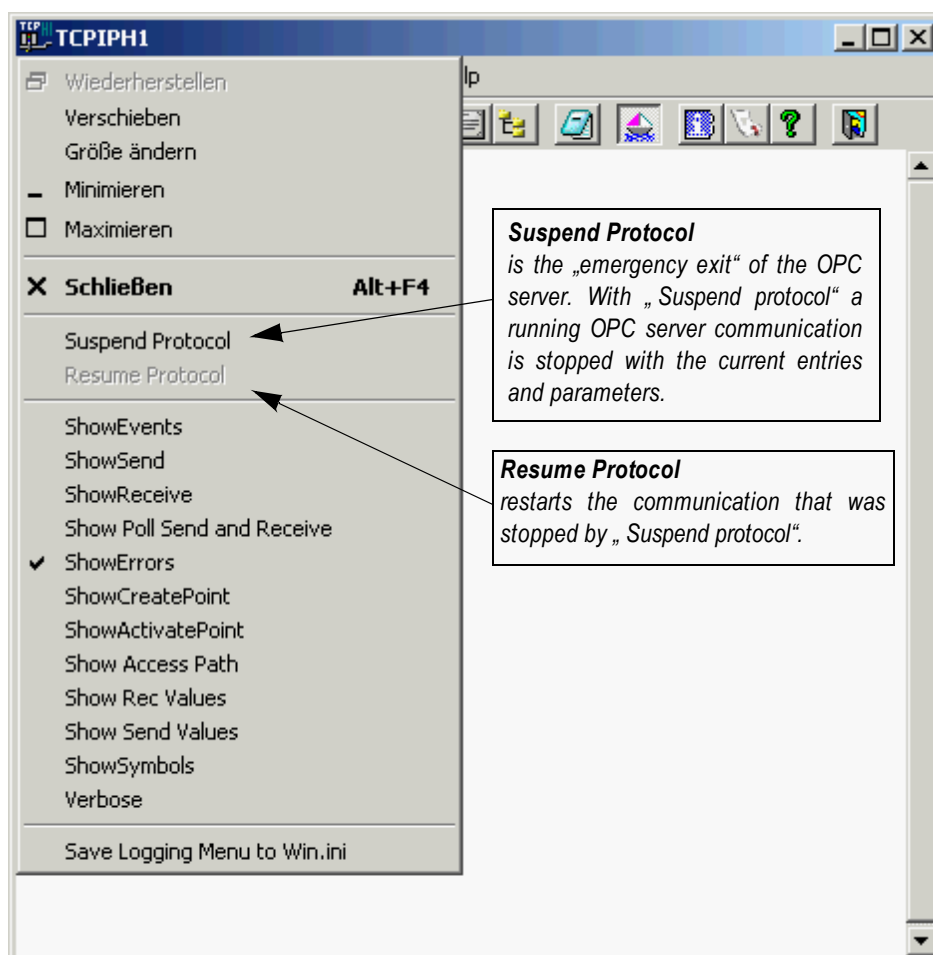 TCP
TCPIPH1
Wiederherstellen
lp
Verschieben
Größe ändern
Minimieren
Maximieren
Schließen Alt+F4
Suspend Protocol
Resume Protocol
ShowEvents
ShowSend
ShowReceive
Show Poll Send and Receive
ShowErrors
ShowCreatePoint
ShowActivatePoint
Show Access Path
Show Rec Values
Show Send Values
ShowSymbols
Verbose
Save Logging Menu to Win.ini
Suspend Protocol
is the „emergency exit“ of the OPC
server. With „ Suspend protocol“ a
running OPC server communication
is stopped with the current entries
and parameters.
Resume Protocol
restarts the communication that was
stopped by „ Suspend protocol“.